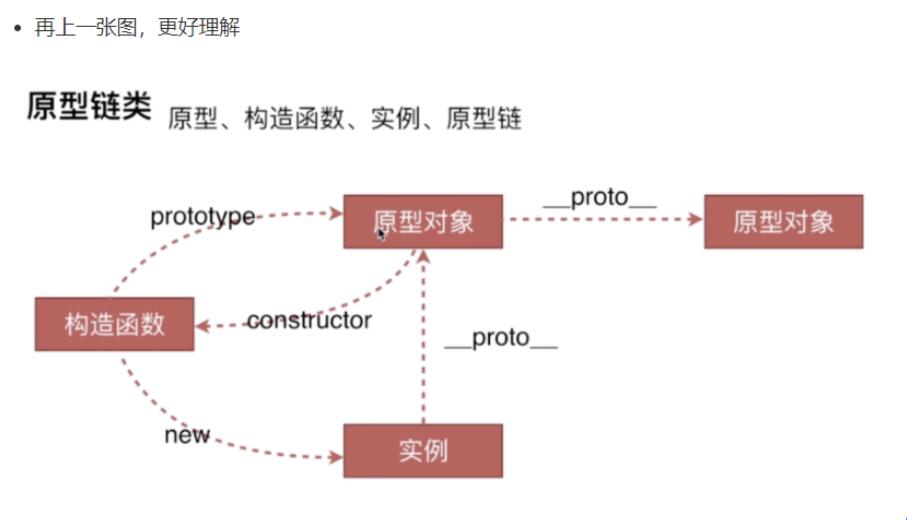 再上一张图，更好理解
原型链类 原型、构造函数、实例、原型链
prototype
原型对象
__proto__
原型对象
构造函数
constructor
__proto__
new
实例